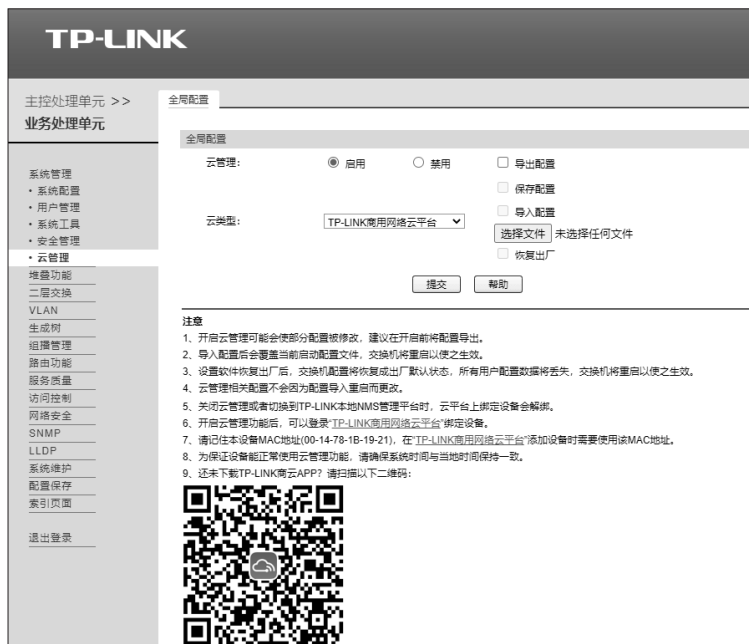 TP-LINK
主控处理单元 >>
业务处理单元
系统管理
• 系统配置
• 用户管理
• 系统工具
• 安全管理
• 云管理
堆叠功能
二层交换
VLAN
生成树
组播管理
路由功能
服务质量
访问控制
网络安全
SNMP
LLDP
系统维护
配置保存
索引页面
退出登录
全局配置
全局配置
云管理: 启用 禁用 导出配置
保存配置
云类型: TP-LINK商用网络云平台 导入配置
选择文件 未选择任何文件
恢复出厂
提交 帮助
注意
1、开启云管理可能会使部分配置被修改，建议在开启前将配置导出。
2、导入配置后会覆盖当前启动配置文件，交换机将重启以使之生效。
3、设置软件恢复出厂后，交换机配置将恢复成出厂默认状态，所有用户配置数据将丢失，交换机将重启以使之生效。
4、云管理相关配置不会因为配置导入重启而更改。
5、关闭云管理或者切换到TP-LINK本地NMS管理平台时，云平台上绑定设备会解绑。
6、开启云管理功能后，可以登录“TP-LINK商用网络云平台”绑定设备。
7、请记住本设备MAC地址(00-14-78-1B-19-21)，在“TP-LINK商用网络云平台”添加设备时需要使用该MAC地址。
8、为保证设备能正常使用云管理功能，请确保系统时间与当地时间保持一致。
9、还未下载TP-LINK商云APP？请扫描以下二维码: